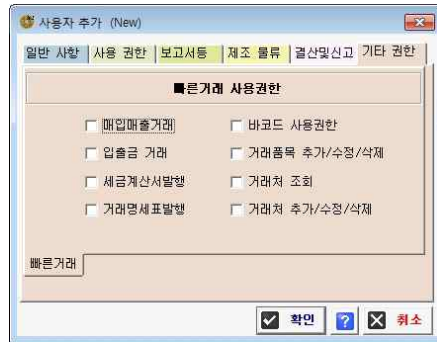 사용자 추가 (New)
일반 사항 사용 권한 보고서등 제조 물류 결산및신고 기타 권한
빠른거래 사용권한
매입매출거래 바코드 사용권한
입출금 거래 거래품목 추가/수정/삭제
세금계산서발행 거래처 조회
거래명세표발행 거래처 추가/수정/삭제
빠른거래
확인 ? 취소